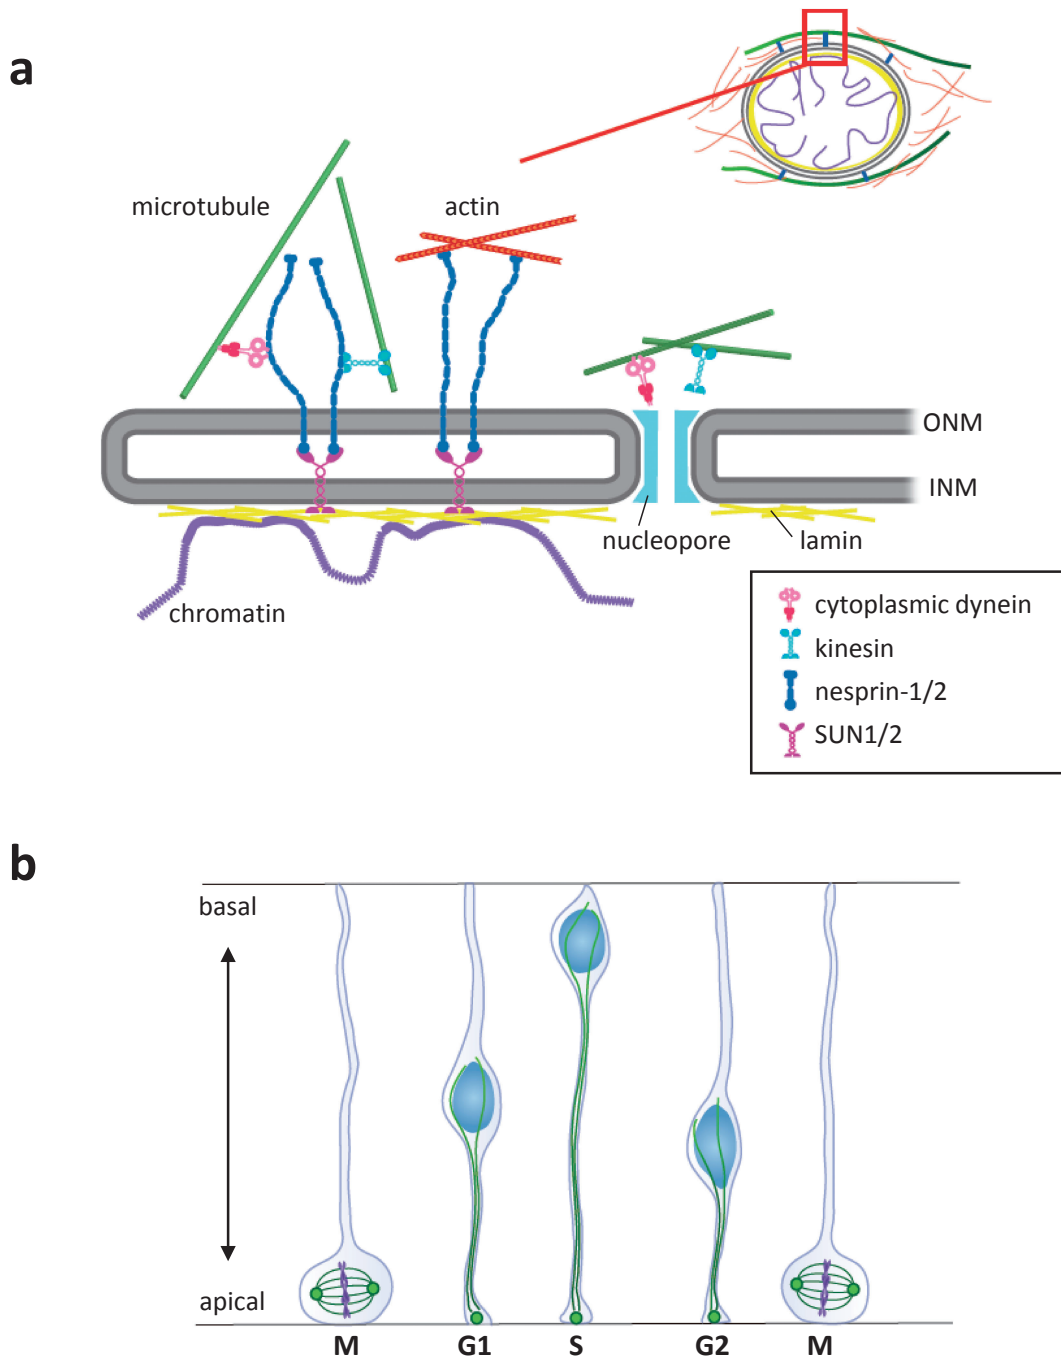 a
microtubule
actin
ONM
INM
nucleopore
lamin
chromatin
cytoplasmic dynein
kinesin
nesprin-1/2
SUN1/2
b
basal
apical
M
G1
S
G2
M